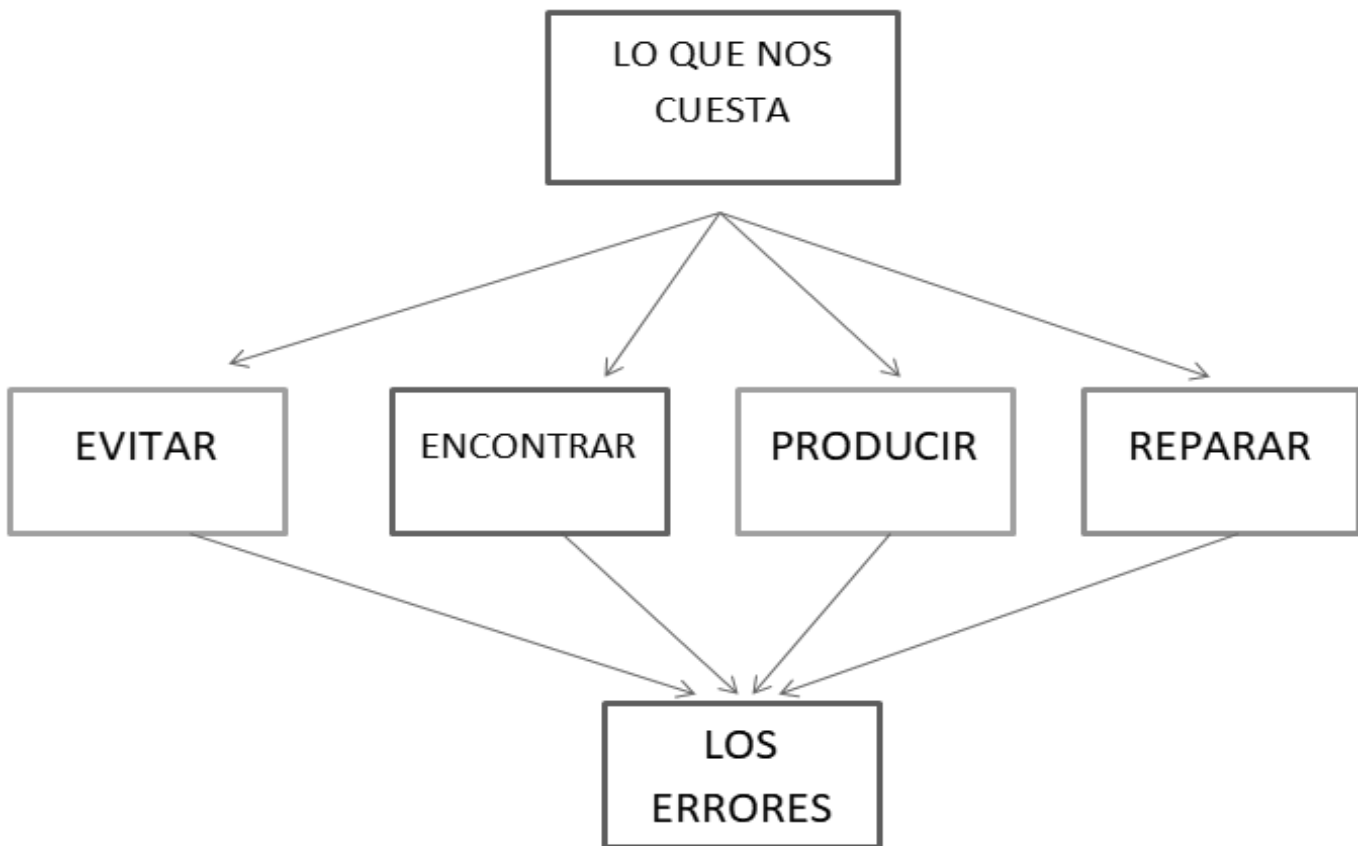 LO QUE NOS
CUESTA
EVITAR
ENCONTRAR
PRODUCIR
REPARAR
LOS
ERRORES